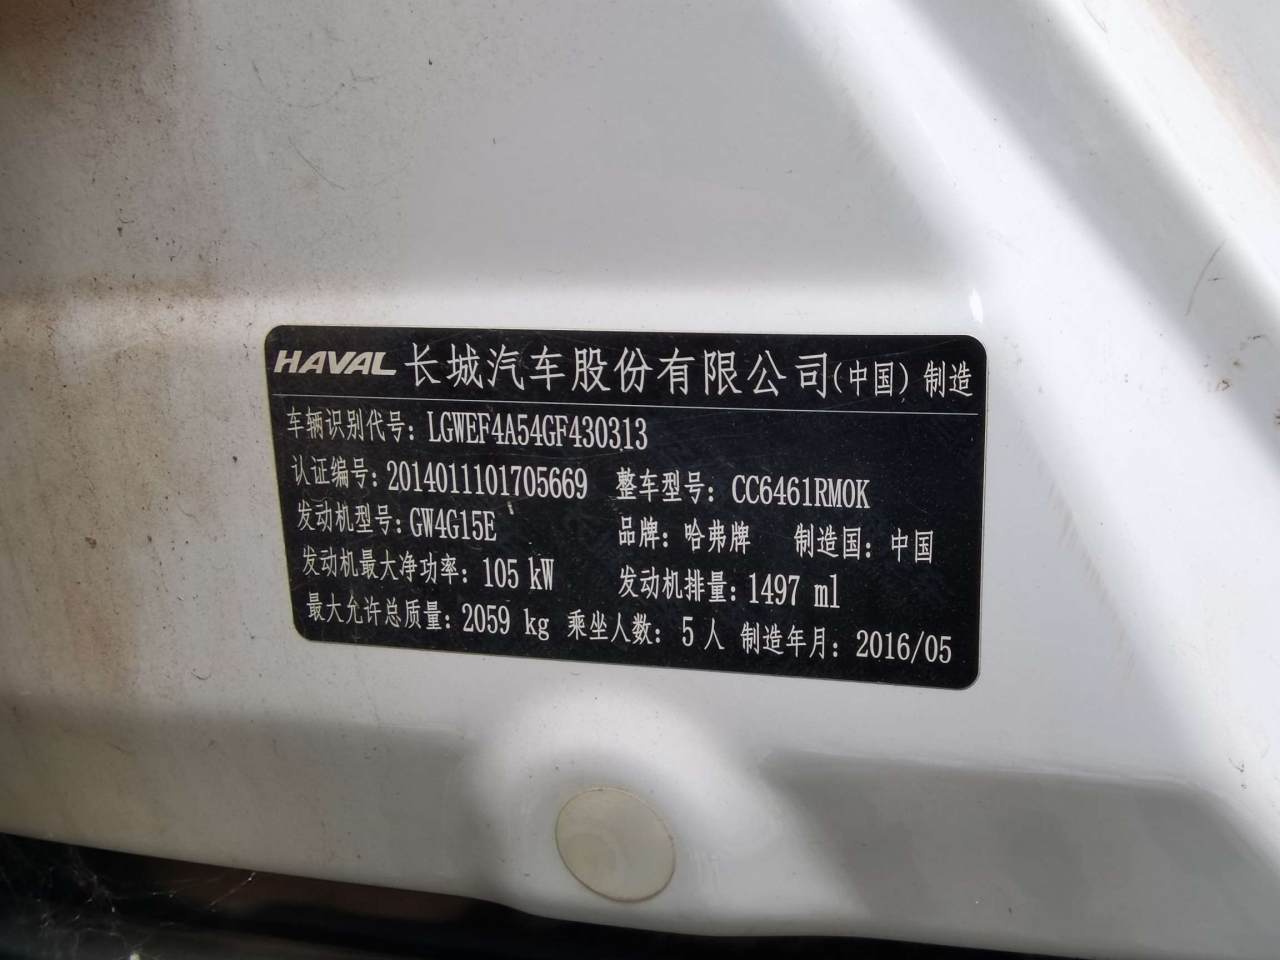 HAVAL 长城汽车股份有限公司(中国)制造
车辆识别代号: LGWEF4A54GF430313
认证编号: 2014011101705669 整车型号: CC6461RM0K
发动机型号: GW4G15E 品牌: 哈弗牌 制造国: 中国
发动机最大净功率: 105 kW 发动机排量: 1497 ml
最大允许总质量: 2059 kg 乘坐人数: 5 人 制造年月: 2016/05